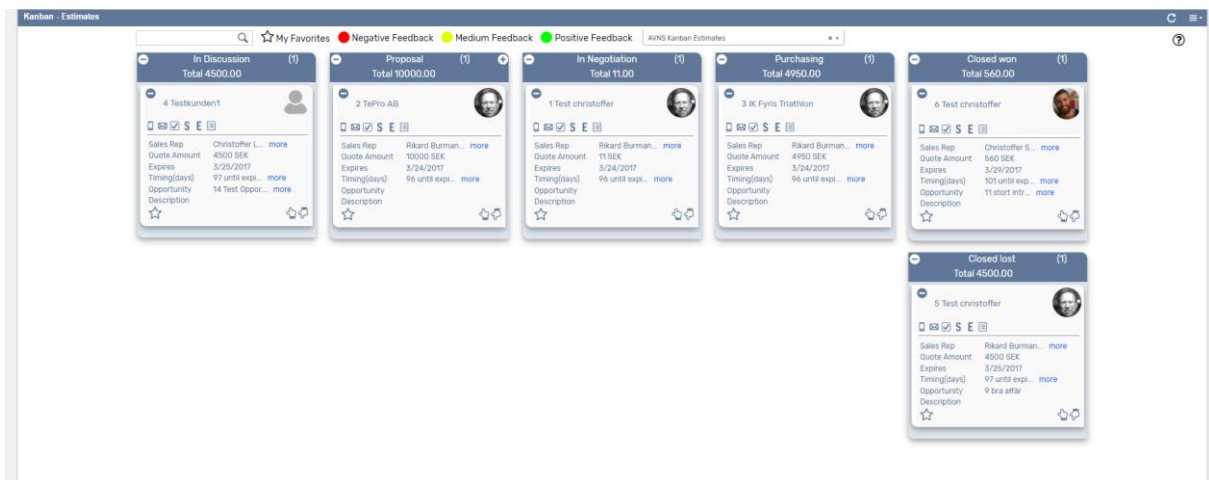 Kanban - Estimates
My Favorites Negative Feedback Medium Feedback Positive Feedback AVNS Kanban Estimates
In Discussion (1)
Total 4500.00
4 Testkunden1
S E
Sales Rep Christoffer L... more
Quote Amount 4500 SEK
Expires 3/25/2017
Timing(days) 97 until expi... more
Opportunity 14 Test Oppor... more
Description
Proposal (1)
Total 10000.00
2 TePro AB
S E
Sales Rep Rikard Burman... more
Quote Amount 10000 SEK
Expires 3/24/2017
Timing(days) 96 until expi... more
Opportunity
Description
In Negotiation (1)
Total 11.00
1 Test christoffer
S E
Sales Rep Rikard Burman... more
Quote Amount 11 SEK
Expires 3/24/2017
Timing(days) 96 until expi... more
Opportunity
Description
Purchasing (1)
Total 4950.00
3 IK Fyris Triathlon
S E
Sales Rep Rikard Burman... more
Quote Amount 4950 SEK
Expires 3/24/2017
Timing(days) 96 until expi... more
Opportunity
Description
Closed won (1)
Total 560.00
6 Test christoffer
S E
Sales Rep Christoffer S... more
Quote Amount 560 SEK
Expires 3/29/2017
Timing(days) 101 until exp... more
Opportunity 11 stort intr... more
Description
Closed lost (1)
Total 4500.00
5 Test christoffer
S E
Sales Rep Rikard Burman... more
Quote Amount 4500 SEK
Expires 3/25/2017
Timing(days) 97 until expi... more
Opportunity 9 bra affär
Description